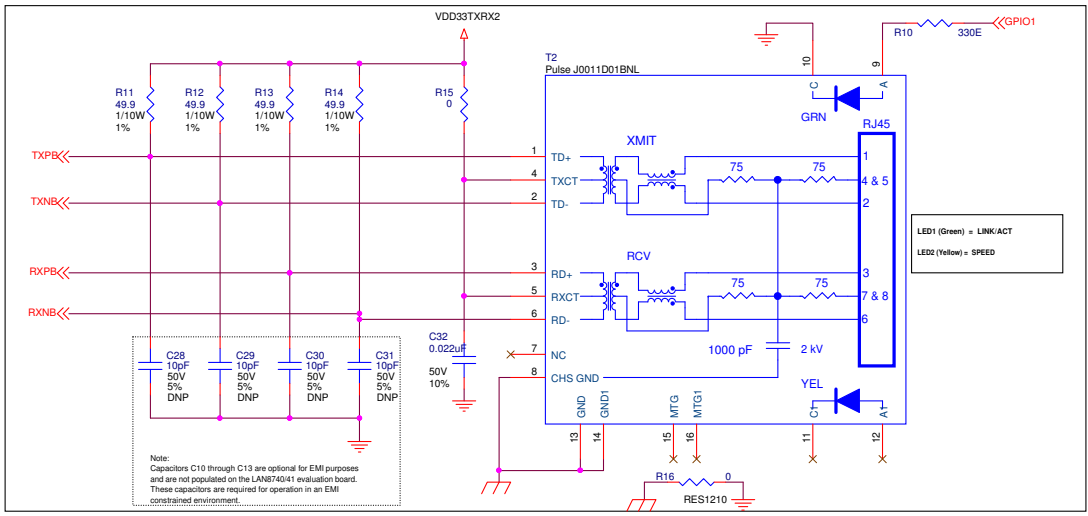 VDD33TXRX2
GPIO1
R10 330E
T2
Pulse J0011D01BNL
10
9
C
A
GRN
RJ45
R11
49.9
1/10W
1%
R12
49.9
1/10W
1%
R13
49.9
1/10W
1%
R14
49.9
1/10W
1%
R15
0
XMIT
TXPB
1 TD+
75 75
1
4 TXCT
4 & 5
TXNB
2 TD-
2
LED1 (Green) = LINK/ACT
LED2 (Yellow) = SPEED
RCV
RXPB
3 RD+
75 75
3
5 RXCT
7 & 8
RXNB
6 RD-
6
C28
10pF
50V
5%
DNP
C29
10pF
50V
5%
DNP
C30
10pF
50V
5%
DNP
C31
10pF
50V
5%
DNP
C32
0.022uF
50V
10%
7 NC
8 CHS GND
1000 pF 2 kV
YEL
GND
GND1
MTG
MTG1
C1
A1
13
14
15
16
11
12
R16 0
RES1210
Note:
Capacitors C10 through C13 are optional for EMI purposes
and are not populated on the LAN8740/41 evaluation board.
These capacitors are required for operation in an EMI
constrained environment.